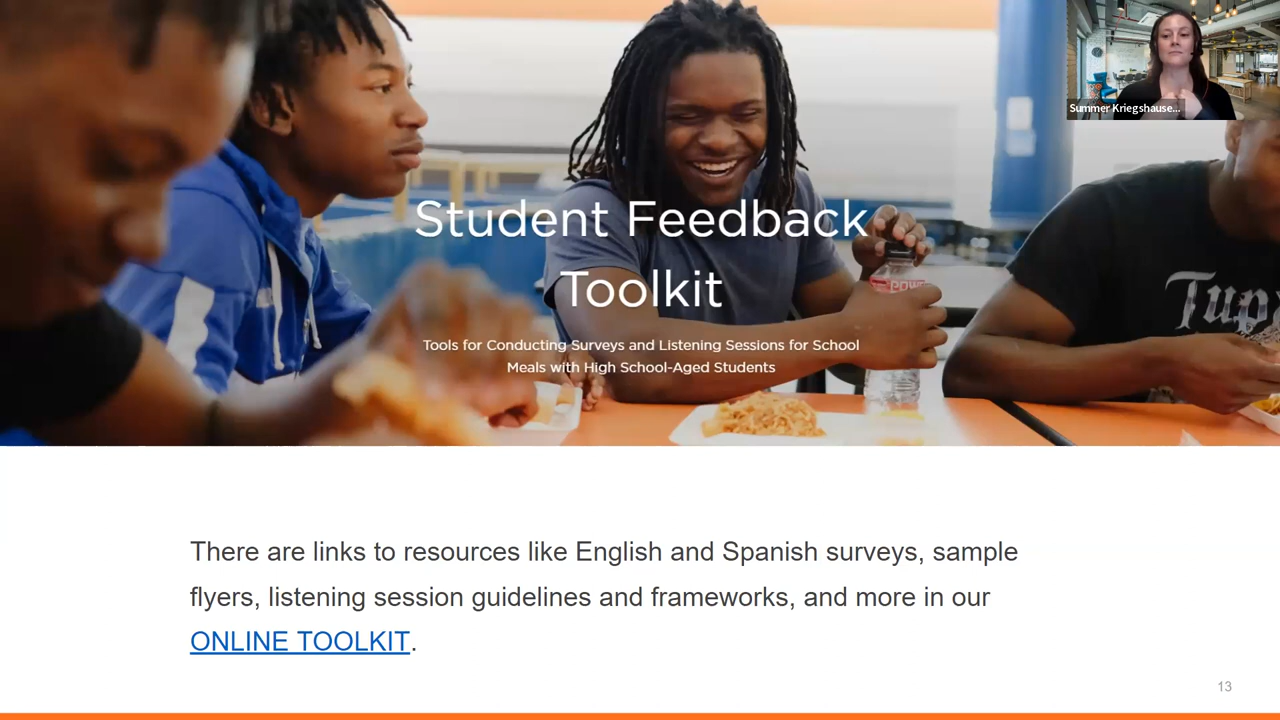 Summer Kriegshause...
Student Feedback
Toolkit
POWE
Tools for Conducting Surveys and Listening Sessions for School
Meals with High School-Aged Students
Tup
There are links to resources like English and Spanish surveys, sample
flyers, listening session guidelines and frameworks, and more in our
ONLINE TOOLKIT.
13